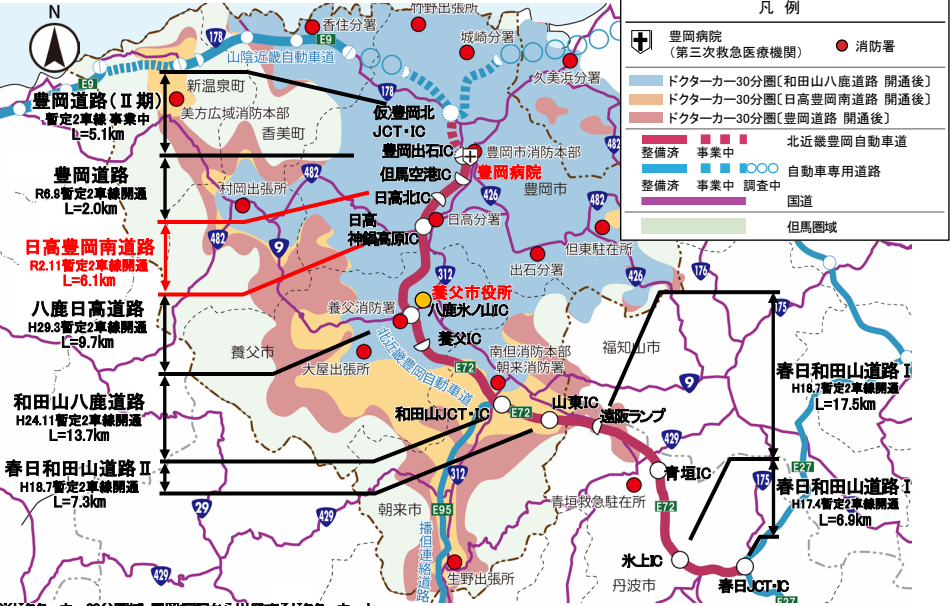 N
竹野出張所
香住分署
城崎分署
178
E9
山陰近畿自動車道
久美浜分署
E9
新温泉町
178
美方広域消防本部
香美町
仮)豊岡北
JCT・IC
482
豊岡道路(Ⅱ期)
暫定2車線 事業中
L=5.1km
豊岡出石IC
豊岡市消防本部
但馬空港IC
豊岡病院
豊岡市
豊岡道路
R6.9暫定2車線開通
L=2.0km
482
村岡出張所
日高北IC
426
482
日高
神鍋高原IC
日高分署
482
9
但東駐在所
日高豊岡南道路
R2.11暫定2車線開通
L=6.1km
出石分署
312
426
176
養父市役所
八鹿氷ノ山IC
養父消防署
175
八鹿日高道路
H29.3暫定2車線開通
L=9.7km
養父IC
北近畿豊岡自動車道
養父市
大屋出張所
南但消防本部
朝来消防署
福知山市
E72
9
春日和田山道路Ⅰ
H18.7暫定2車線開通
L=17.5km
和田山八鹿道路
H24.11暫定2車線開通
L=13.7km
和田山JCT・IC
E72
山東IC
遠阪ランプ
429
春日和田山道路Ⅱ
H18.7暫定2車線開通
L=7.3km
312
青垣IC
E27
175
春日和田山道路Ⅰ
H17.4暫定2車線開通
L=6.9km
青垣救急駐在所
29
429
朝来市
E95
E72
播但連絡道路
氷上IC
429
生野出張所
丹波市
春日JCT・IC
E27
凡 例
豊岡病院
(第三次救急医療機関)
消防署
ドクターカー30分圏[和田山八鹿道路 開通後]
ドクターカー30分圏[日高豊岡南道路 開通後]
ドクターカー30分圏[豊岡道路 開通後]
北近畿豊岡自動車道
整備済 事業中
自動車専用道路
整備済 事業中 調査中
国道
但馬圏域